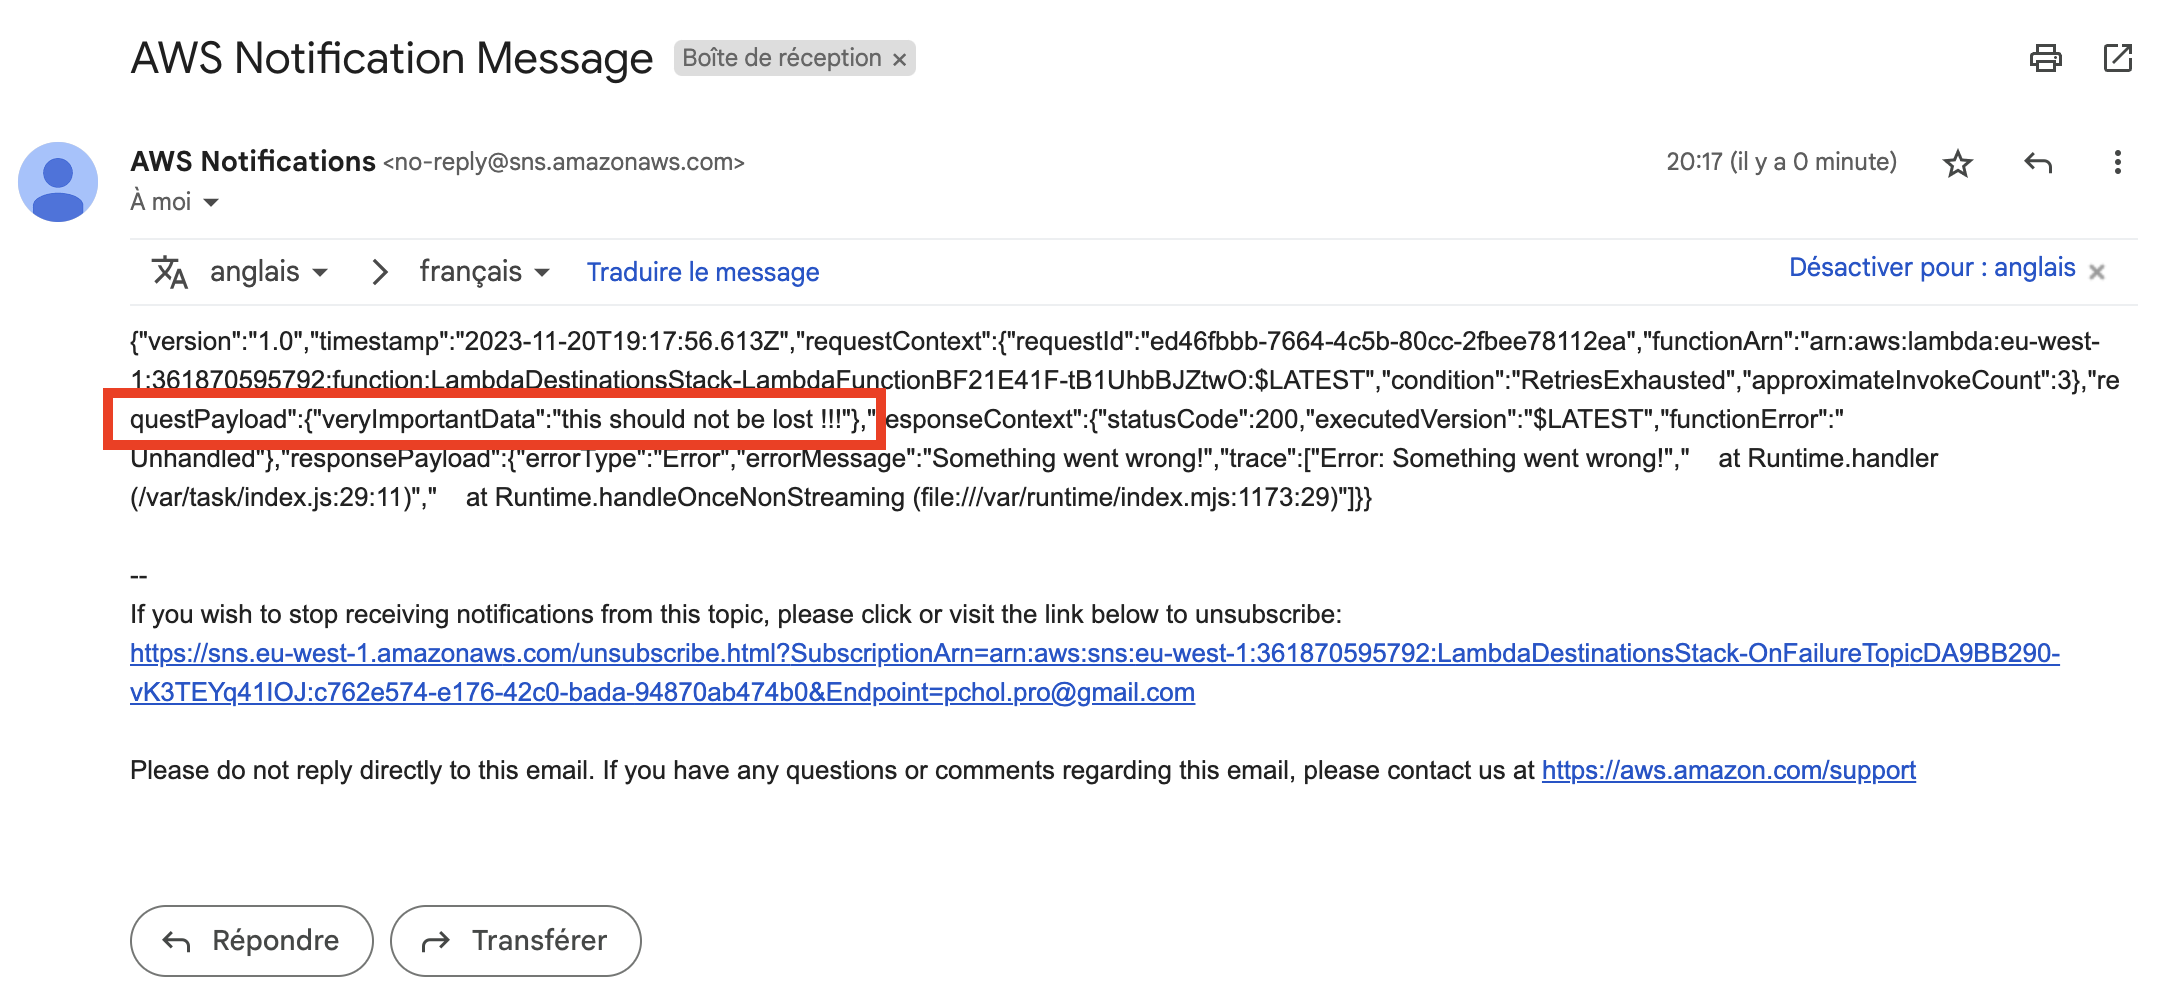 AWS Notification Message Boîte de réception ×
AWS Notifications <no-reply@sns.amazonaws.com> 20:17 (il y a 0 minute)
À moi
anglais français Traduire le message Désactiver pour : anglais ×
{"version":"1.0","timestamp":"2023-11-20T19:17:56.613Z","requestContext":{"requestId":"ed46fbbb-7664-4c5b-80cc-2fbee78112ea","functionArn":"arn:aws:lambda:eu-west-
1:361870595792:function:LambdaDestinationsStack-LambdaFunctionBF21E41F-tB1UhbBJZtwO:$LATEST","condition":"RetriesExhausted","approximateInvokeCount":3},"re
questPayload":{"veryImportantData":"this should not be lost !!!"},"responseContext":{"statusCode":200,"executedVersion":"$LATEST","functionError":"
Unhandled"},"responsePayload":{"errorType":"Error","errorMessage":"Something went wrong!","trace":["Error: Something went wrong!","    at Runtime.handler
(/var/task/index.js:29:11)","    at Runtime.handleOnceNonStreaming (file:///var/runtime/index.mjs:1173:29)"]}}
--
If you wish to stop receiving notifications from this topic, please click or visit the link below to unsubscribe:
https://sns.eu-west-1.amazonaws.com/unsubscribe.html?SubscriptionArn=arn:aws:sns:eu-west-1:361870595792:LambdaDestinationsStack-OnFailureTopicDA9BB290-
vK3TEYq41IOJ:c762e574-e176-42c0-bada-94870ab474b0&Endpoint=pchol.pro@gmail.com
Please do not reply directly to this email. If you have any questions or comments regarding this email, please contact us at https://aws.amazon.com/support
Répondre Transférer